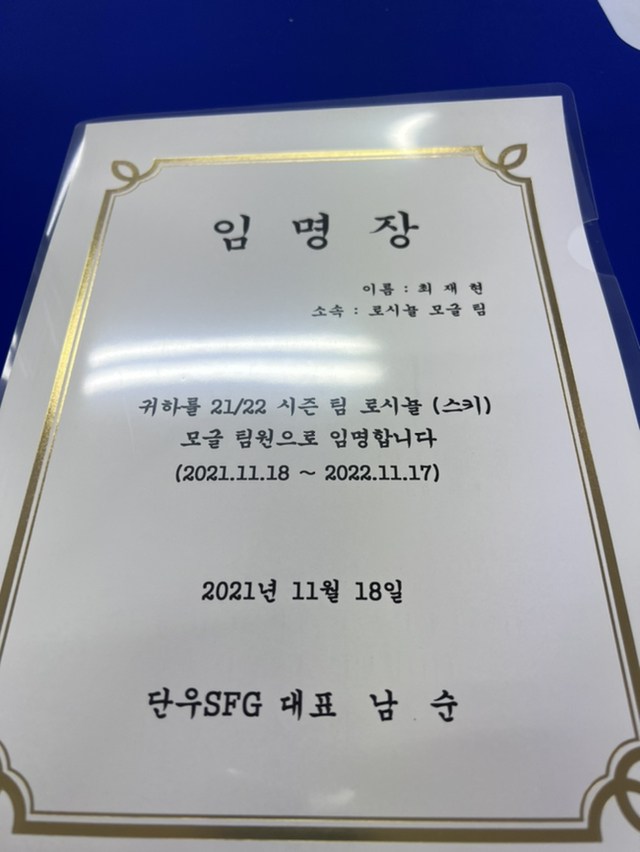 임 명 장
이름 : 최 재 현
소속 : 로시뇰 모글 팀
귀하를 21/22 시즌 팀 로시뇰 (스키)
모글 팀원으로 임명합니다
(2021.11.18 ~ 2022.11.17)
2021년 11월 18일
단우SFG 대표 남 순